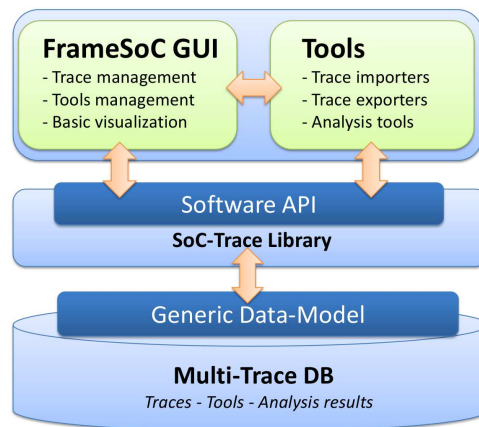 FrameSoC GUI
- Trace management
- Tools management
- Basic visualization
Tools
- Trace importers
- Trace exporters
- Analysis tools
Software API
SoC-Trace Library
Generic Data-Model
Multi-Trace DB
Traces - Tools - Analysis results